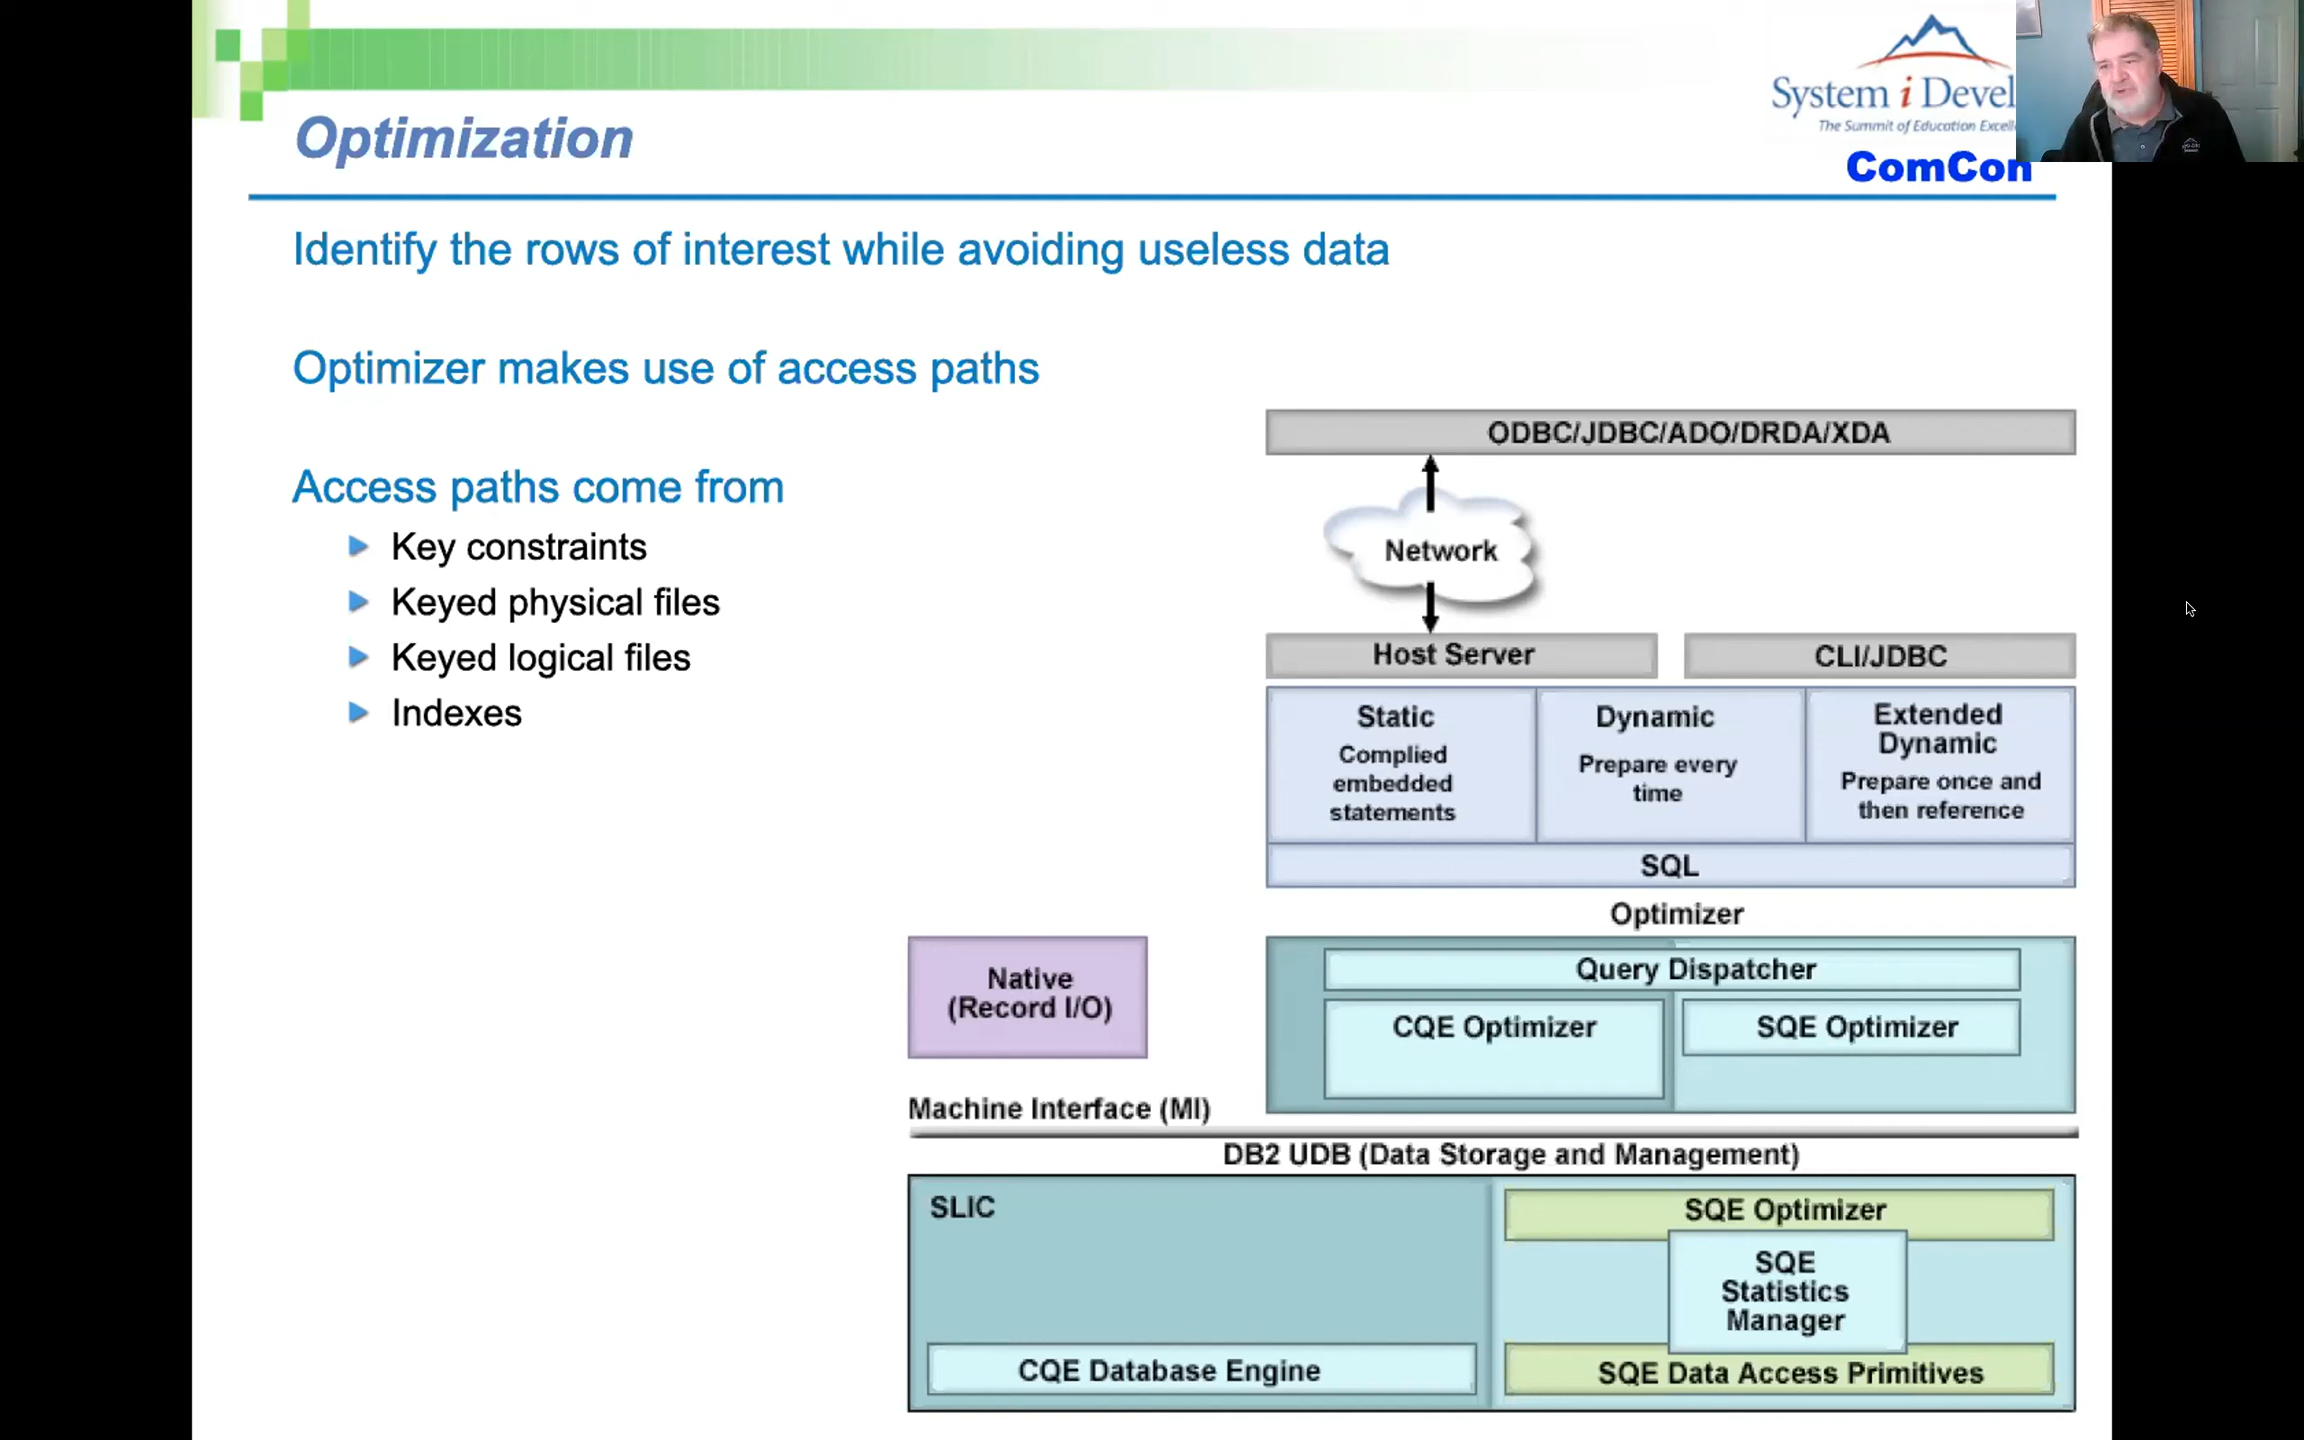 Optimization
System i Devel
The Summit of Education Excell
ComCon
Identify the rows of interest while avoiding useless data
Optimizer makes use of access paths
Access paths come from
Key constraints
Keyed physical files
Keyed logical files
Indexes
ODBC/JDBC/ADO/DRDA/XDA
Network
Host Server
CLI/JDBC
Static
Complied
embedded
statements
Dynamic
Prepare every
time
Extended
Dynamic
Prepare once and
then reference
SQL
Optimizer
Native
(Record I/O)
Query Dispatcher
CQE Optimizer
SQE Optimizer
Machine Interface (MI)
DB2 UDB (Data Storage and Management)
SLIC
SQE Optimizer
SQE
Statistics
Manager
CQE Database Engine
SQE Data Access Primitives